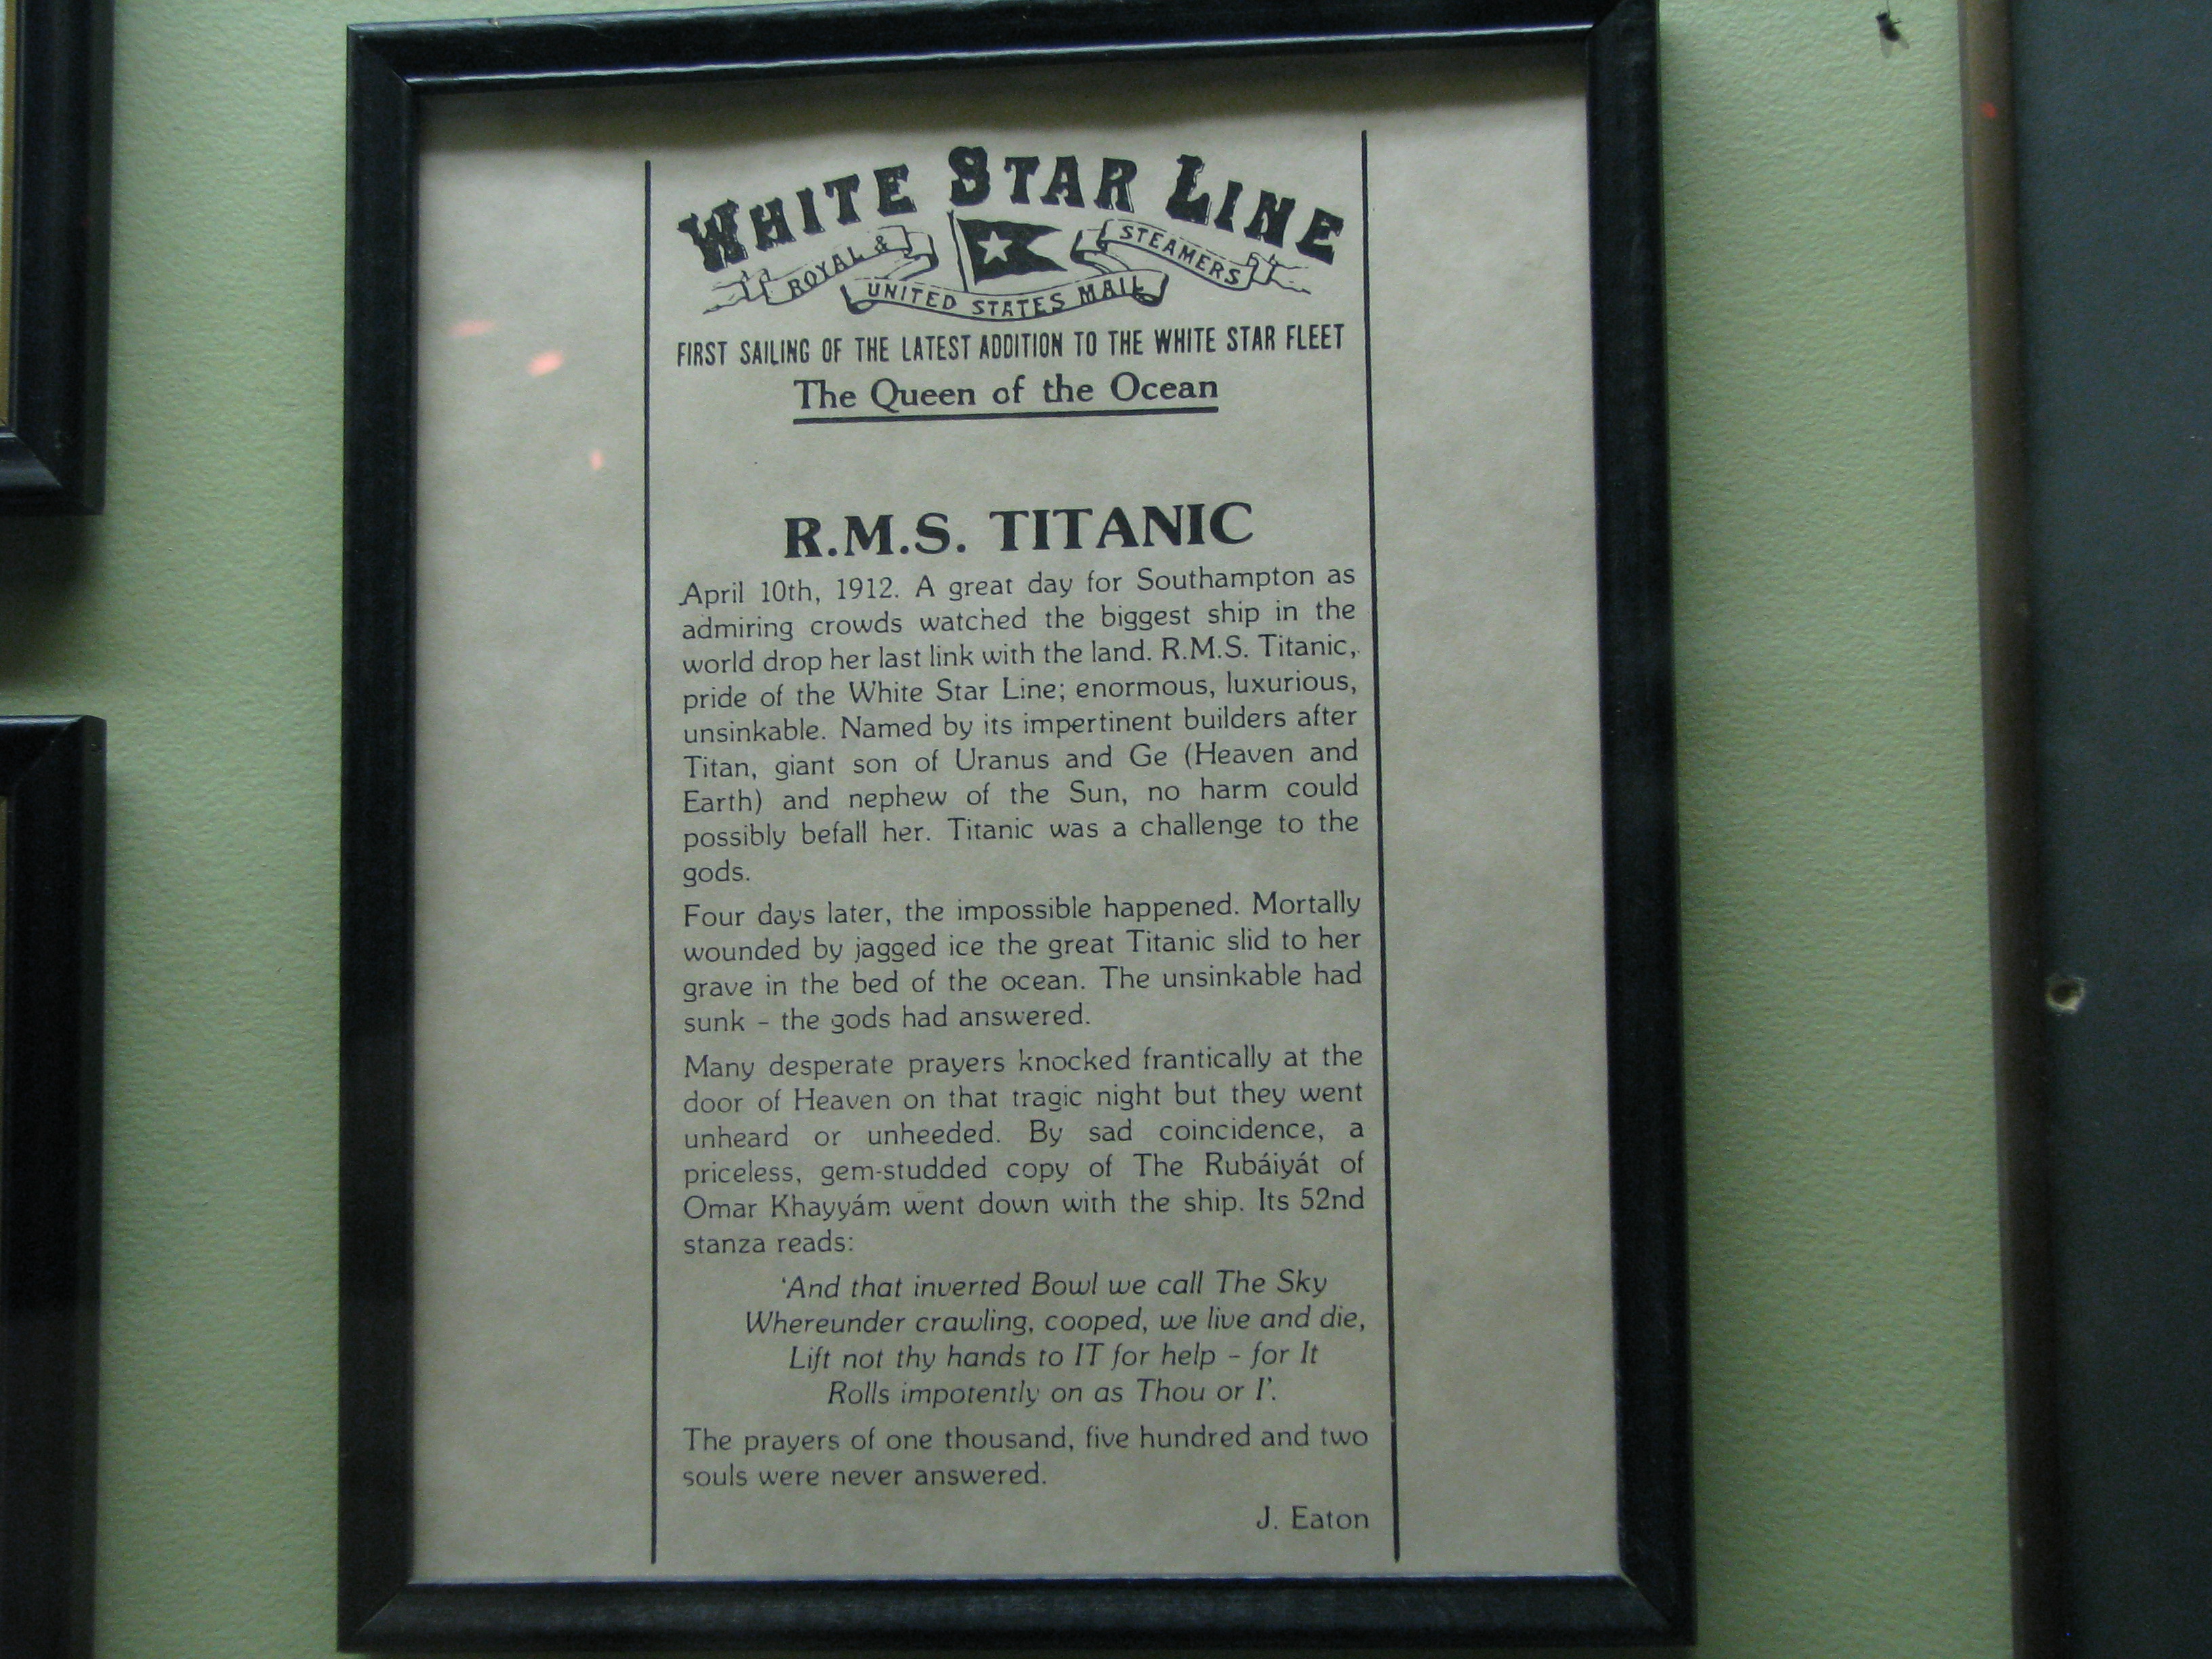 WHITE STAR LINE
ROYAL & UNITED STATES MAIL STEAMERS
FIRST SAILING OF THE LATEST ADDITION TO THE WHITE STAR FLEET
The Queen of the Ocean
R.M.S. TITANIC
April 10th, 1912. A great day for Southampton as
admiring crowds watched the biggest ship in the
world drop her last link with the land. R.M.S. Titanic,
pride of the White Star Line; enormous, luxurious,
unsinkable. Named by its impertinent builders after
Titan, giant son of Uranus and Ge (Heaven and
Earth) and nephew of the Sun, no harm could
possibly befall her. Titanic was a challenge to the
gods.
Four days later, the impossible happened. Mortally
wounded by jagged ice the great Titanic slid to her
grave in the bed of the ocean. The unsinkable had
sunk – the gods had answered.
Many desperate prayers knocked frantically at the
door of Heaven on that tragic night but they went
unheard or unheeded. By sad coincidence, a
priceless, gem-studded copy of The Rubáiyát of
Omar Khayyám went down with the ship. Its 52nd
stanza reads:
‘And that inverted Bowl we call The Sky
Whereunder crawling, cooped, we live and die,
Lift not thy hands to IT for help – for It
Rolls impotently on as Thou or I’.
The prayers of one thousand, five hundred and two
souls were never answered.
J. Eaton